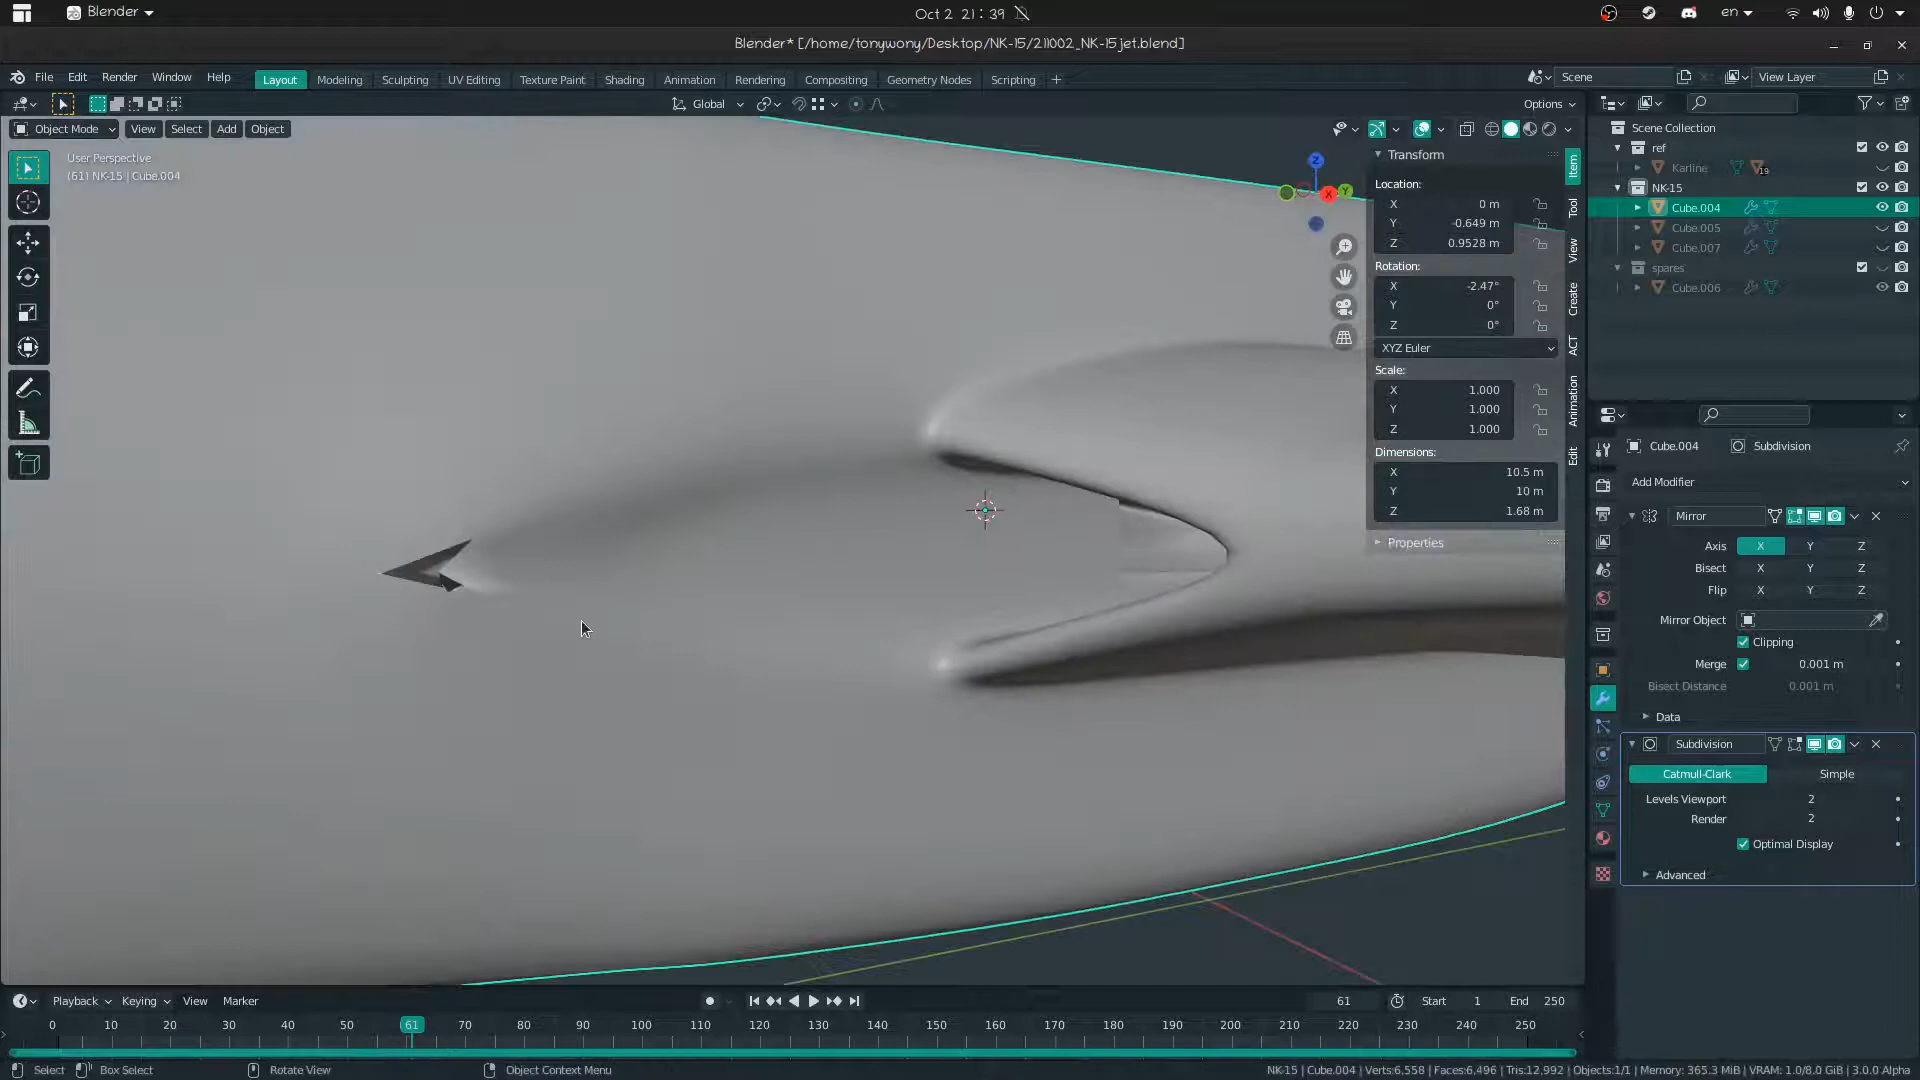 Blender
Oct 2 21:39
en
Blender* [/home/tonywony/Desktop/NK-15/211002_NK-15jet.blend]
File Edit Render Window Help
Layout Modeling Sculpting UV Editing Texture Paint Shading Animation Rendering Compositing Geometry Nodes Scripting +
Scene
View Layer
Global
Options
Object Mode View Select Add Object
User Perspective
(61) NK-15 | Cube.004
Z
X
Y
Transform
Location:
X 0 m
Y -0.649 m
Z 0.9528 m
Rotation:
X -2.47°
Y 0°
Z 0°
XYZ Euler
Scale:
X 1.000
Y 1.000
Z 1.000
Dimensions:
X 10.5 m
Y 10 m
Z 1.68 m
Properties
Item
Tool
View
Create
ACT
Animation
Edit
Scene Collection
ref
Karline 19
NK-15
Cube.004
Cube.005
Cube.007
spares
Cube.006
Cube.004 Subdivision
Add Modifier
Mirror
Axis X Y Z
Bisect X Y Z
Flip X Y Z
Mirror Object
Clipping
Merge 0.001 m
Bisect Distance 0.001 m
Data
Subdivision
Catmull-Clark Simple
Levels Viewport 2
Render 2
Optimal Display
Advanced
Playback Keying View Marker
61 Start 1 End 250
0 10 20 30 40 50 61 70 80 90 100 110 120 130 140 150 160 170 180 190 200 210 220 230 240 250
Select Box Select Rotate View Object Context Menu
NK-15 | Cube.004 | Verts:6,558 | Faces:6,496 | Tris:12,992 | Objects:1/1 | Memory: 365.3 MiB | VRAM: 1.0/8.0 GiB | 3.0.0 Alpha